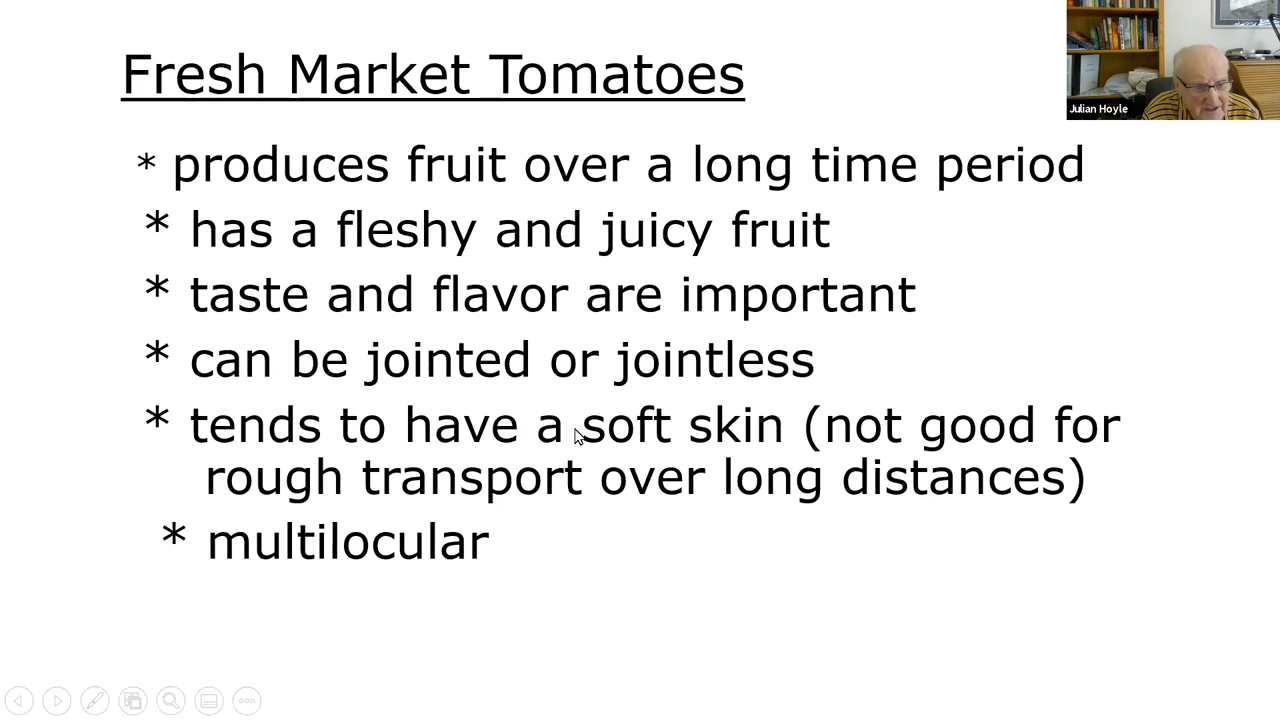 Fresh Market Tomatoes
Julian Hoyle
* produces fruit over a long time period
* has a fleshy and juicy fruit
* taste and flavor are important
* can be jointed or jointless
* tends to have a soft skin (not good for
rough transport over long distances)
* multilocular